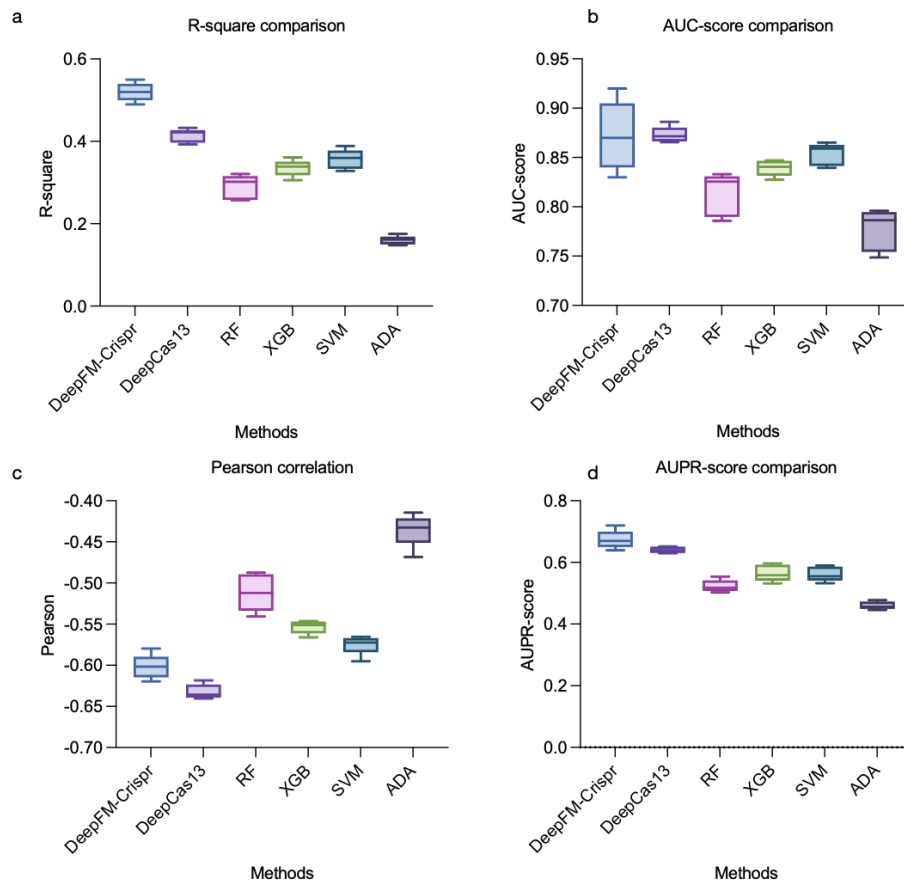 a
R-square comparison
0.6
0.4
0.2
0.0
R-square
DeepFM-Crispr
DeepCas13
RF
XGB
SVM
ADA
Methods
b
AUC-score comparison
0.90
0.85
0.80
0.75
0.70
AUC-score
DeepFM-Crispr
DeepCas13
RF
XGB
SVM
ADA
Methods
c
Pearson correlation
-0.40
-0.45
-0.50
-0.55
-0.60
-0.65
-0.70
Pearson
DeepFM-Crispr
DeepCas13
RF
XGB
SVM
ADA
Methods
d
AUPR-score comparison
0.8
0.6
0.4
0.2
0.0
AUPR-score
DeepFM-Crispr
DeepCas13
RF
XGB
SVM
ADA
Methods